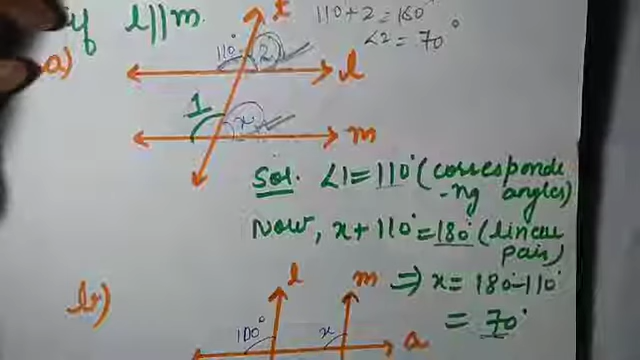 if l||m.
a)
t
110+2=180°
∠2 = 70°
110°
2
l
1
x
m
Sol. ∠1=110° (corresponde
-ng angles)
Now, x+110°=180° (linear
pair)
⇒ x= 180°-110°
= 70°
b)
l
m
100°
x
a